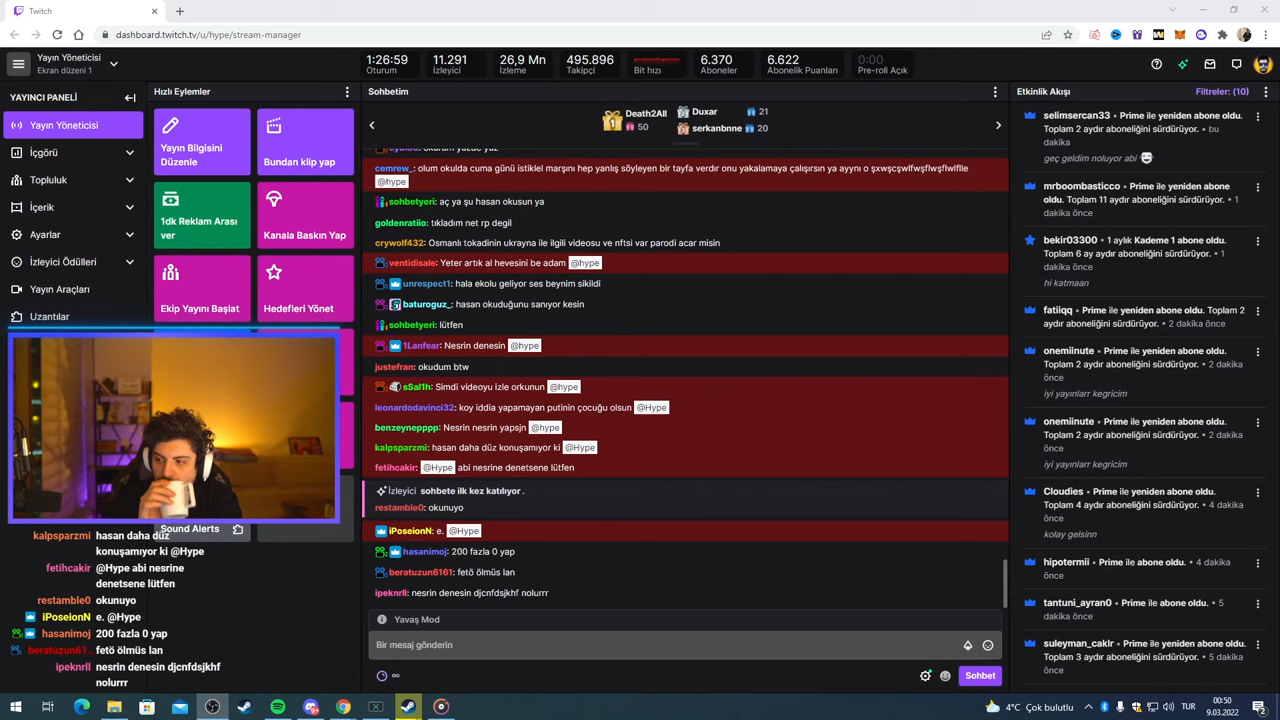 Twitch
dashboard.twitch.tv/u/hype/stream-manager
Yayın Yöneticisi
Ekran düzeni 1
1:26:59
Oturum
11.291
İzleyici
26,9 Mn
İzleme
495.896
Takipçi
Bit hızı
6.370
Aboneler
6.622
Abonelik Puanları
0:00
Pre-roll Açık
YAYINCI PANELİ
Yayın Yöneticisi
İçgörü
Topluluk
İçerik
Ayarlar
İzleyici Ödülleri
Yayın Araçları
Uzantılar
Hızlı Eylemler
Yayın Bilgisini
Düzenle
Bundan klip yap
1dk Reklam Arası
ver
Kanala Baskın Yap
Ekip Yayını Başlat
Hedefleri Yönet
Sound Alerts
kalpsparzmi hasan daha düz
konuşamıyor ki @Hype
fetihcakir @Hype abi nesrine
denetsene lütfen
restamble0 okunuyo
iPoseionN e. @Hype
hasanimoj 200 fazla 0 yap
beratuzun61... fetö ölmüs lan
ipeknrll nesrin denesin djcnfdsjkhf
nolurrr
Sohbetim
Death2All
50
Duxar 21
serkanbnne 20
cemrew_: olum okulda cuma günü istiklel marşını hep yanlış söyleyen bir tayfa verdır onu yakalamaya çalışırsın ya ayynı o şxwşcşwlfwşflwşflwşflwşflflle
@hype
sohbetyeri: aç ya şu hasan okusun ya
goldenratiio: tıkladım net rp degil
crywolf432: Osmanlı tokadinin ukrayna ile ilgili videosu ve nftsi var parodi acar misin
ventidisale: Yeter artık al hevesini be adam @hype
unrespect1: hala ekolu geliyor ses beynim sikildi
baturoguz_: hasan okuduğunu sanıyor kesin
sohbetyeri: lütfen
1Lanfear: Nesrin denesin @hype
justefran: okudum btw
sSal1h: Simdi videoyu izle orkunun @hype
leonardodavinci32: koy iddia yapamayan putinin çocuğu olsun @Hype
benzeynepppp: Nesrin nesrin yapsjn @hype
kalpsparzmi: hasan daha düz konuşamıyor ki @Hype
fetihcakir: @Hype abi nesrine denetsene lütfen
İzleyici sohbete ilk kez katılıyor .
restamble0: okunuyo
iPoseionN: e. @Hype
hasanimoj: 200 fazla 0 yap
beratuzun6161: fetö ölmüs lan
ipeknrll: nesrin denesin djcnfdsjkhf nolurrr
Yavaş Mod
Bir mesaj gönderin
∞
Sohbet
Etkinlik Akışı
Filtreler: (10)
selimsercan33 • Prime ile yeniden abone oldu.
Toplam 2 aydır aboneliğini sürdürüyor. • bu
dakika
geç geldim noluyor abi
mrboombasticco • Prime ile yeniden abone
oldu. Toplam 11 aydır aboneliğini sürdürüyor. • 1
dakika önce
bekir03300 • 1 aylık Kademe 1 abone oldu.
Toplam 6 ay aydır aboneliğini sürdürüyor. • 1
dakika önce
hi katmaan
fatiiqq • Prime ile yeniden abone oldu. Toplam 2
aydır aboneliğini sürdürüyor. • 2 dakika önce
onemiinute • Prime ile yeniden abone oldu.
Toplam 2 aydır aboneliğini sürdürüyor. • 2 dakika
önce
iyi yayınlarr kegricim
onemiinute • Prime ile yeniden abone oldu.
Toplam 2 aydır aboneliğini sürdürüyor. • 2 dakika
önce
iyi yayınlarr kegricim
Cloudies • Prime ile yeniden abone oldu.
Toplam 4 aydır aboneliğini sürdürüyor. • 4 dakika
önce
kolay gelsinn
hipotermii • Prime ile abone oldu. • 4 dakika
önce
tantuni_ayran0 • Prime ile abone oldu. • 5
dakika önce
suleyman_caklr • Prime ile yeniden abone oldu.
Toplam 3 aydır aboneliğini sürdürüyor. • 5 dakika
önce
4°C Çok bulutlu
TUR
00:50
9.03.2022
2